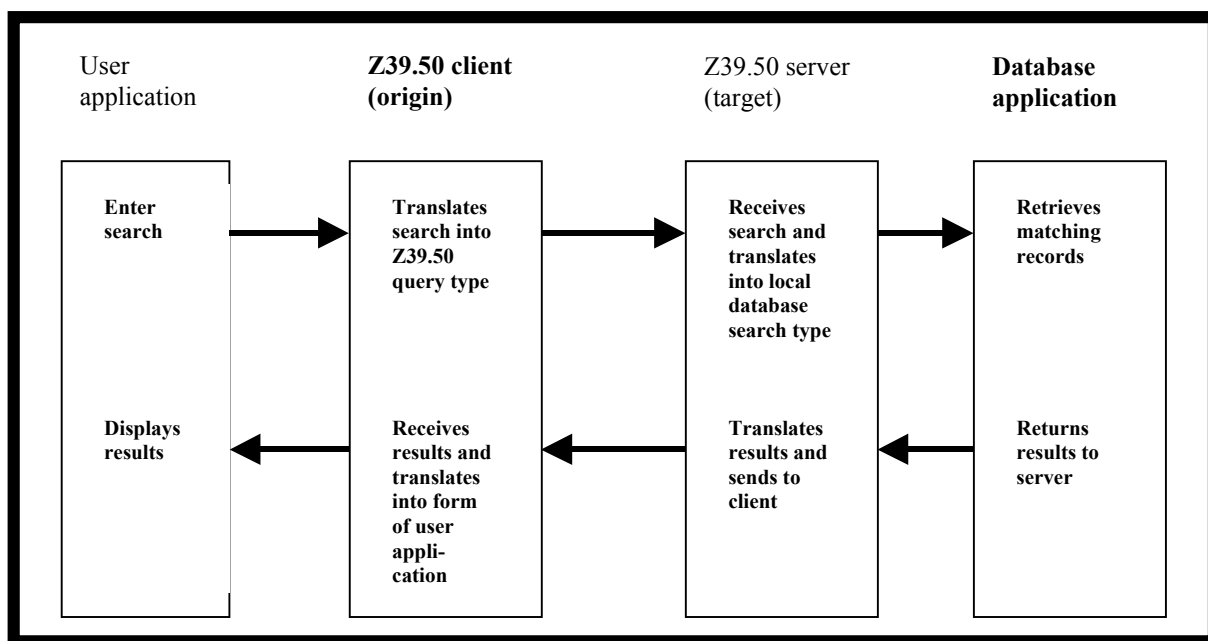 User
application
Z39.50 client
(origin)
Z39.50 server
(target)
Database
application
Enter
search
Translates
search into
Z39.50
query type
Receives
search and
translates
into local
database
search type
Retrieves
matching
records
Displays
results
Receives
results and
translates
into form
of user
appli-
cation
Translates
results and
sends to
client
Returns
results to
server